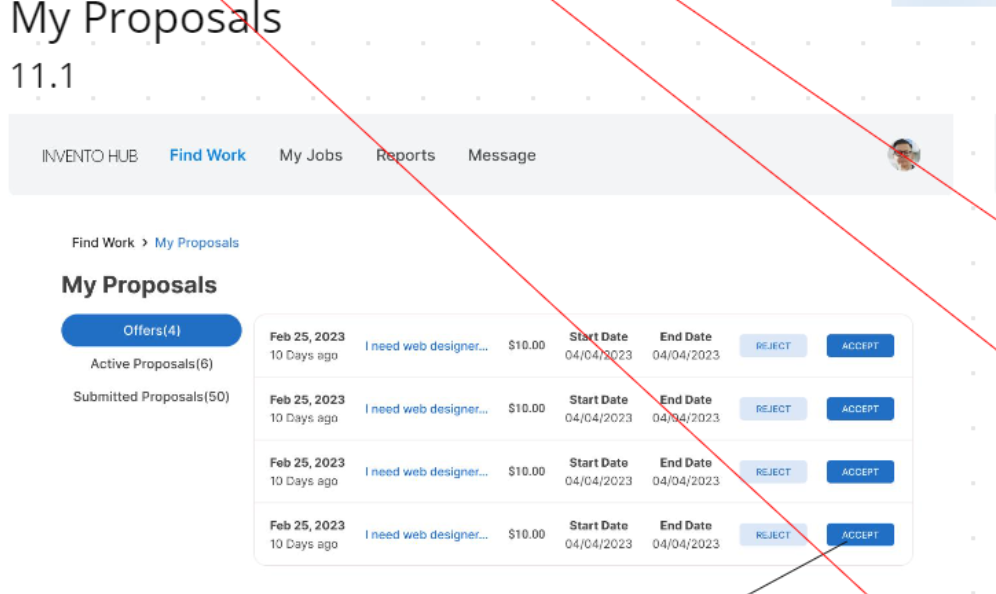 My Proposals
11.1
INVENTO HUB Find Work My Jobs Reports Message
Find Work > My Proposals
My Proposals
Offers(4)
Active Proposals(6)
Submitted Proposals(50)
Feb 25, 2023
10 Days ago
I need web designer...
$10.00
Start Date
04/04/2023
End Date
04/04/2023
REJECT
ACCEPT
Feb 25, 2023
10 Days ago
I need web designer...
$10.00
Start Date
04/04/2023
End Date
04/04/2023
REJECT
ACCEPT
Feb 25, 2023
10 Days ago
I need web designer...
$10.00
Start Date
04/04/2023
End Date
04/04/2023
REJECT
ACCEPT
Feb 25, 2023
10 Days ago
I need web designer...
$10.00
Start Date
04/04/2023
End Date
04/04/2023
REJECT
ACCEPT